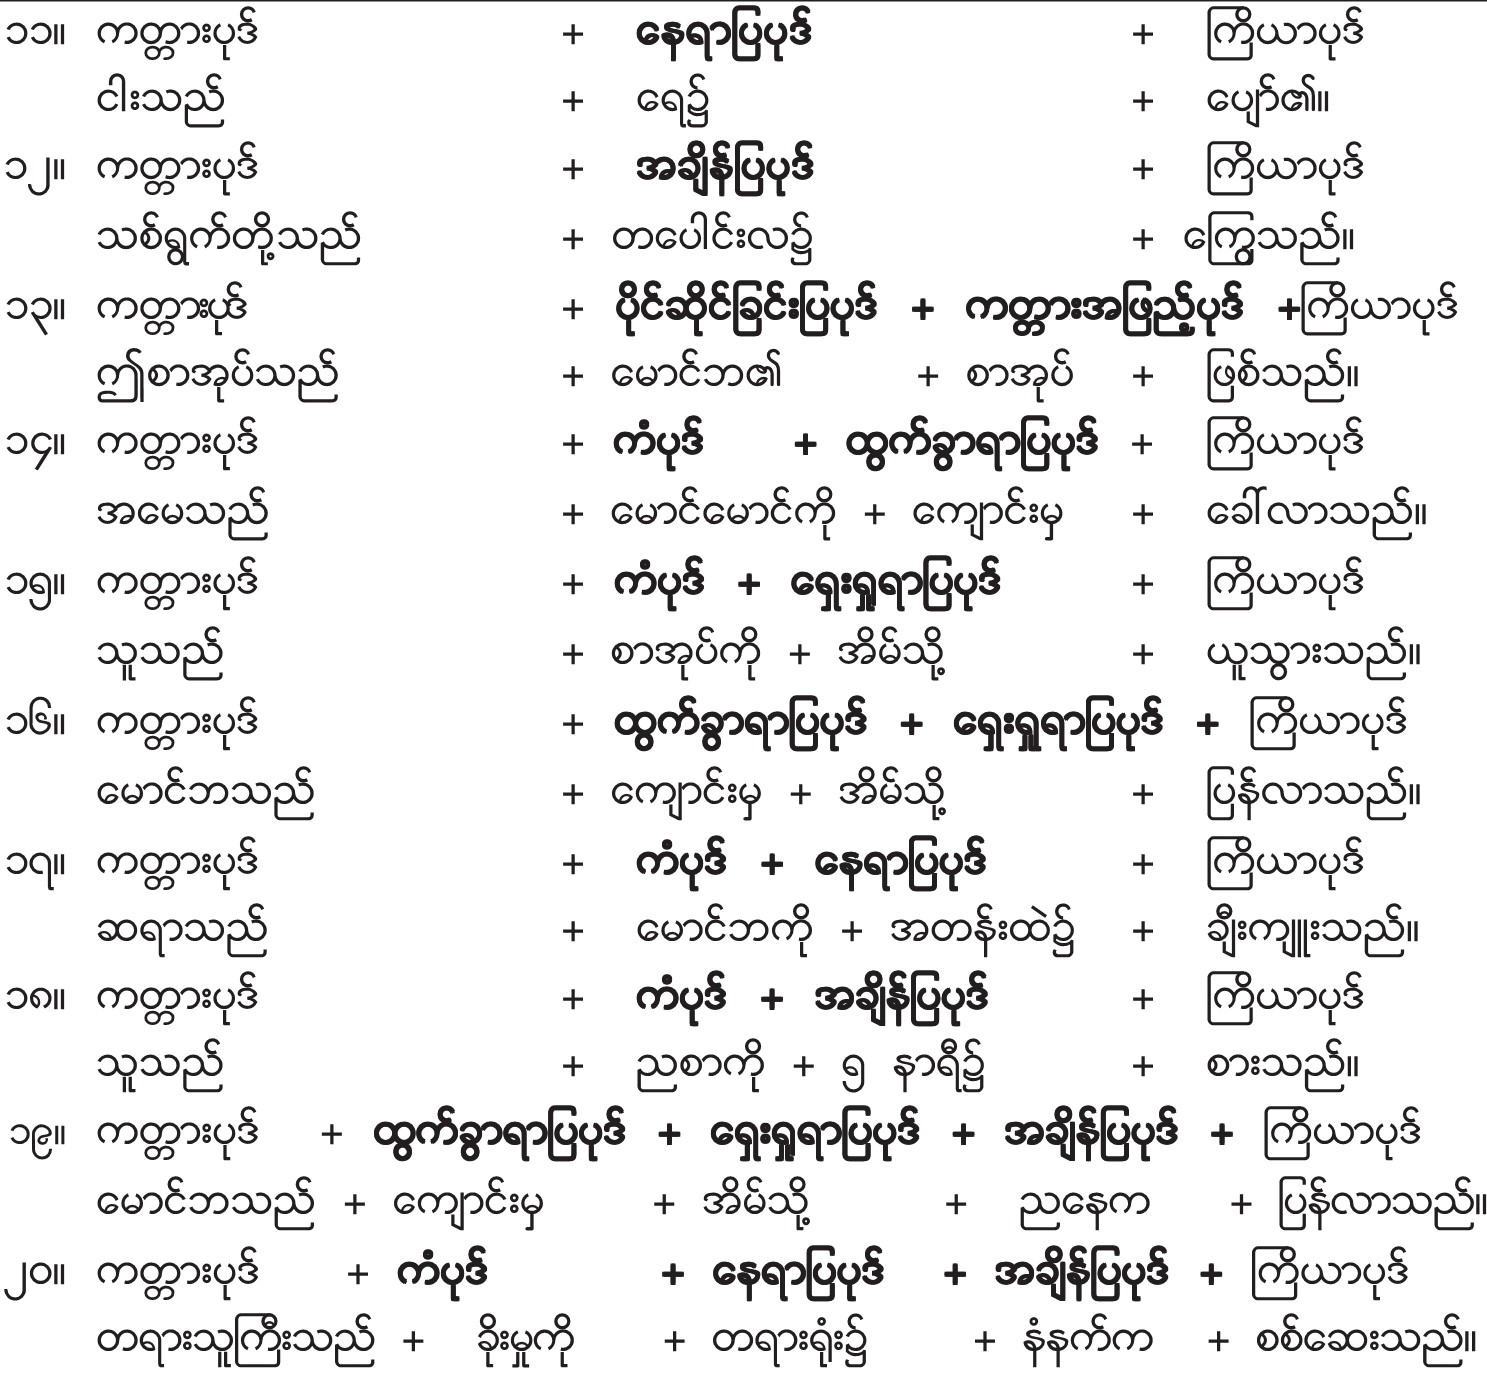 ၁၁။ ကတ္တားပုဒ် + နေရာပြပုဒ် + ကြိယာပုဒ်
ငါးသည် + ရေ၌ + ပျော်၏။
၁၂။ ကတ္တားပုဒ် + အချိန်ပြပုဒ် + ကြိယာပုဒ်
သစ်ရွက်တို့သည် + တပေါင်းလ၌ + ကြွေသည်။
၁၃။ ကတ္တားပုဒ် + ပိုင်ဆိုင်ခြင်းပြပုဒ် + ကတ္တားအဖြည့်ပုဒ် +ကြိယာပုဒ်
ဤစာအုပ်သည် + မောင်ဘ၏ + စာအုပ် + ဖြစ်သည်။
၁၄။ ကတ္တားပုဒ် + ကံပုဒ် + ထွက်ခွာရာပြပုဒ် + ကြိယာပုဒ်
အမေသည် + မောင်မောင်ကို + ကျောင်းမှ + ခေါ်လာသည်။
၁၅။ ကတ္တားပုဒ် + ကံပုဒ် + ရှေးရှုရာပြပုဒ် + ကြိယာပုဒ်
သူသည် + စာအုပ်ကို + အိမ်သို့ + ယူသွားသည်။
၁၆။ ကတ္တားပုဒ် + ထွက်ခွာရာပြပုဒ် + ရှေးရှုရာပြပုဒ် + ကြိယာပုဒ်
မောင်ဘသည် + ကျောင်းမှ + အိမ်သို့ + ပြန်လာသည်။
၁၇။ ကတ္တားပုဒ် + ကံပုဒ် + နေရာပြပုဒ် + ကြိယာပုဒ်
ဆရာသည် + မောင်ဘကို + အတန်းထဲ၌ + ချီးကျူးသည်။
၁၈။ ကတ္တားပုဒ် + ကံပုဒ် + အချိန်ပြပုဒ် + ကြိယာပုဒ်
သူသည် + ညစာကို + ၅ နာရီ၌ + စားသည်။
၁၉။ ကတ္တားပုဒ် + ထွက်ခွာရာပြပုဒ် + ရှေးရှုရာပြပုဒ် + အချိန်ပြပုဒ် + ကြိယာပုဒ်
မောင်ဘသည် + ကျောင်းမှ + အိမ်သို့ + ညနေက + ပြန်လာသည်။
၂၀။ ကတ္တားပုဒ် + ကံပုဒ် + နေရာပြပုဒ် + အချိန်ပြပုဒ် + ကြိယာပုဒ်
တရားသူကြီးသည် + ခိုးမှုကို + တရားရုံး၌ + နံနက်က + စစ်ဆေးသည်။